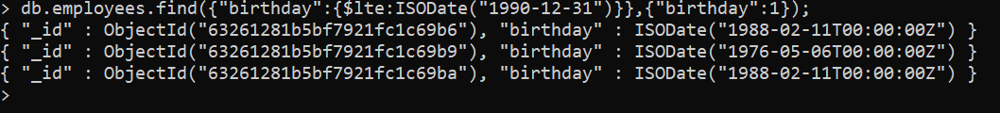 > db.employees.find({"birthday":{$lte:ISODate("1990-12-31")}},{"birthday":1});
{ "_id" : ObjectId("63261281b5bf7921fc1c69b6"), "birthday" : ISODate("1988-02-11T00:00:00Z") }
{ "_id" : ObjectId("63261281b5bf7921fc1c69b9"), "birthday" : ISODate("1976-05-06T00:00:00Z") }
{ "_id" : ObjectId("63261281b5bf7921fc1c69ba"), "birthday" : ISODate("1988-02-11T00:00:00Z") }
>